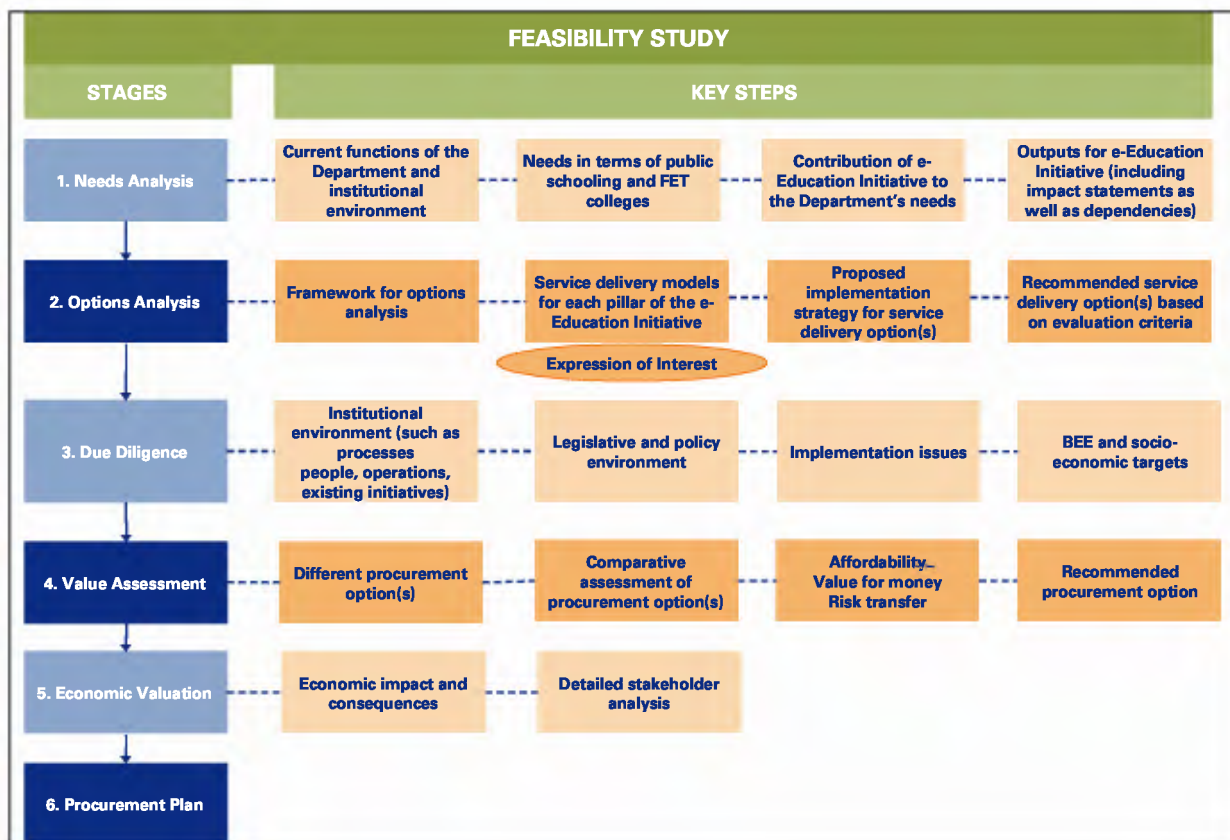 FEASIBILITY STUDY
STAGES
KEY STEPS
1. Needs Analysis
Current functions of the
Department and
institutional
environment
Needs in terms of public
schooling and FET
colleges
Contribution of e-
Education Initiative to
the Department's needs
Outputs for e-Education
Initiative (including
impact statements as
well as dependencies)
2. Options Analysis
Framework for options
analysis
Service delivery models
for each pillar of the e-
Education Initiative
Proposed
implementation
strategy for service
delivery option(s)
Recommended service
delivery option(s) based
on evaluation criteria
Expression of Interest
3. Due Diligence
Institutional
environment (such as
processes
people, operations,
existing initiatives)
Legislative and policy
environment
Implementation issues
BEE and socio-
economic targets
4. Value Assessment
Different procurement
option(s)
Comparative
assessment of
procurement option(s)
Affordability
Value for money
Risk transfer
Recommended
procurement option
5. Economic Valuation
Economic impact and
consequences
Detailed stakeholder
analysis
6. Procurement Plan